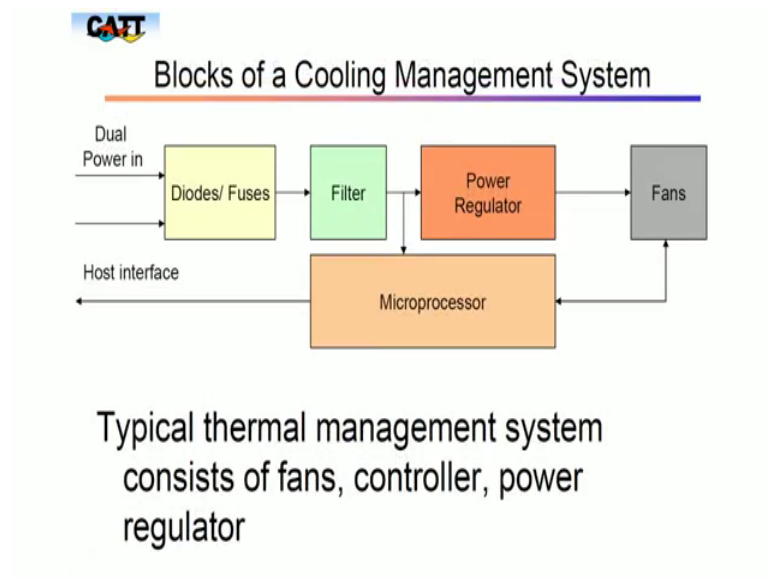 CATT
Blocks of a Cooling Management System
Dual
Power in
Diodes/ Fuses
Filter
Power
Regulator
Fans
Host interface
Microprocessor
Typical thermal management system
consists of fans, controller, power
regulator